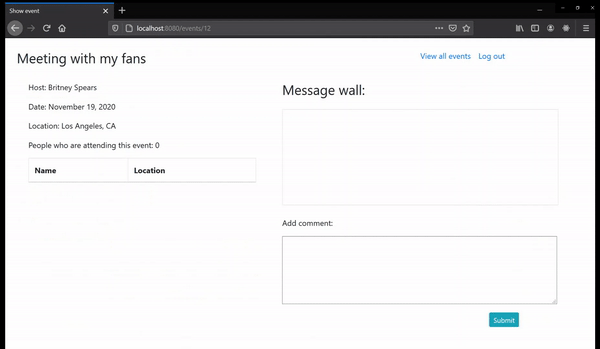 Show event
localhost:8080/events/12
Meeting with my fans
View all events Log out
Host: Britney Spears
Date: November 19, 2020
Location: Los Angeles, CA
People who are attending this event: 0
Name Location
Message wall:
Add comment:
Submit